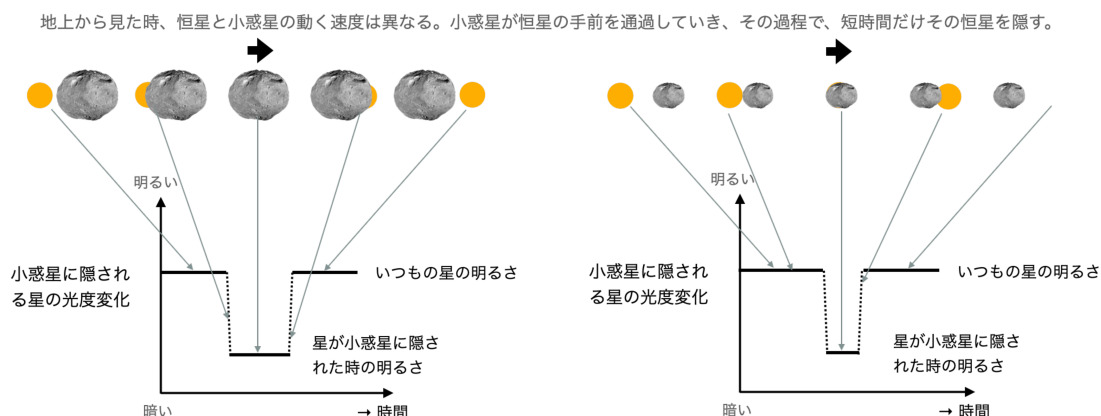 地上から見た時、恒星と小惑星の動く速度は異なる。小惑星が恒星の手前を通過していき、その過程で、短時間だけその恒星を隠す。
明るい
小惑星に隠され
る星の光度変化
いつもの星の明るさ
星が小惑星に隠さ
れた時の明るさ
暗い
→ 時間
明るい
小惑星に隠され
る星の光度変化
いつもの星の明るさ
星が小惑星に隠さ
れた時の明るさ
暗い
→ 時間